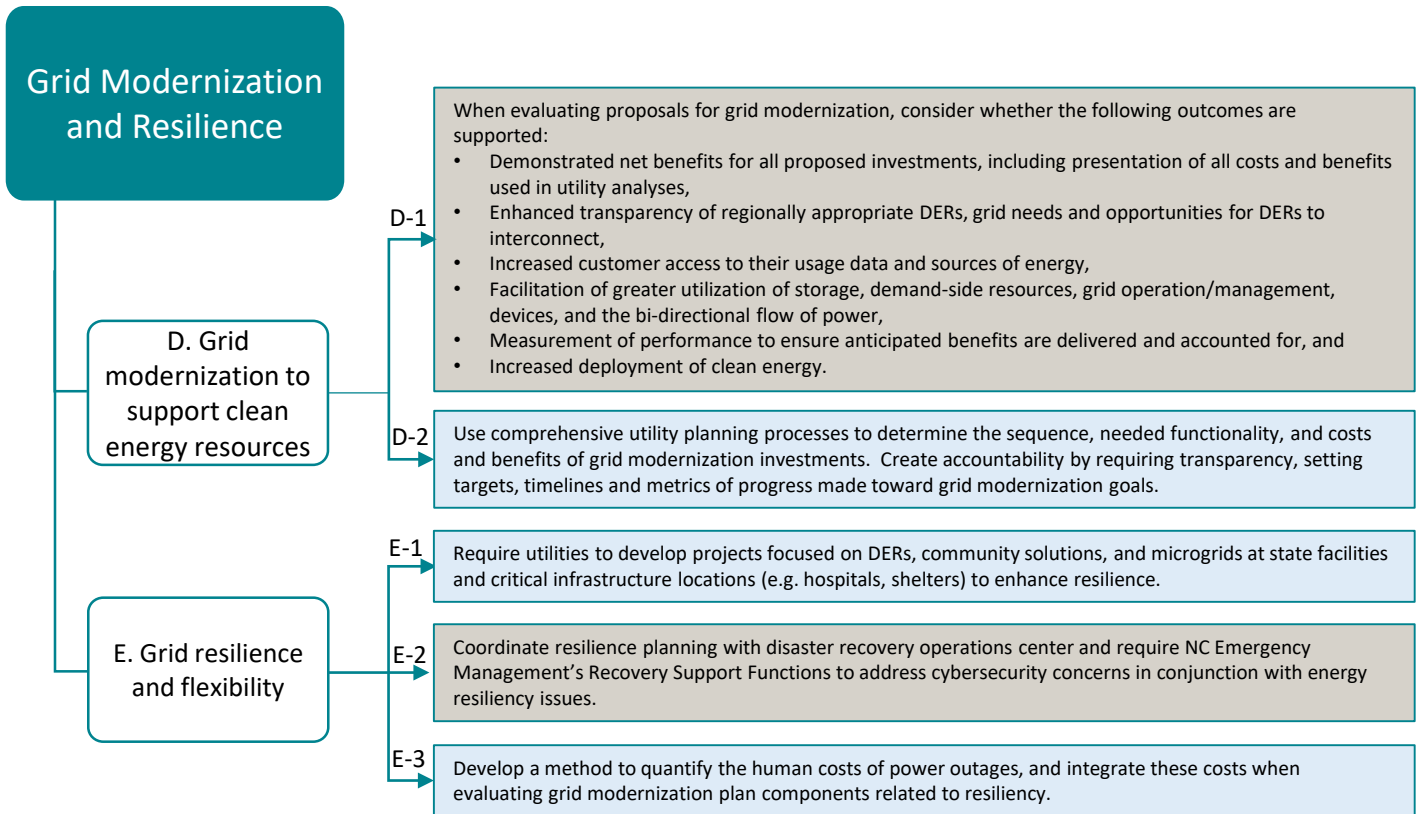 Grid Modernization
and Resilience
D. Grid
modernization to
support clean
energy resources
D-1
When evaluating proposals for grid modernization, consider whether the following outcomes are
supported:
• Demonstrated net benefits for all proposed investments, including presentation of all costs and benefits
used in utility analyses,
• Enhanced transparency of regionally appropriate DERs, grid needs and opportunities for DERs to
interconnect,
• Increased customer access to their usage data and sources of energy,
• Facilitation of greater utilization of storage, demand-side resources, grid operation/management,
devices, and the bi-directional flow of power,
• Measurement of performance to ensure anticipated benefits are delivered and accounted for, and
• Increased deployment of clean energy.
D-2
Use comprehensive utility planning processes to determine the sequence, needed functionality, and costs
and benefits of grid modernization investments.  Create accountability by requiring transparency, setting
targets, timelines and metrics of progress made toward grid modernization goals.
E. Grid resilience
and flexibility
E-1
Require utilities to develop projects focused on DERs, community solutions, and microgrids at state facilities
and critical infrastructure locations (e.g. hospitals, shelters) to enhance resilience.
E-2
Coordinate resilience planning with disaster recovery operations center and require NC Emergency
Management’s Recovery Support Functions to address cybersecurity concerns in conjunction with energy
resiliency issues.
E-3
Develop a method to quantify the human costs of power outages, and integrate these costs when
evaluating grid modernization plan components related to resiliency.